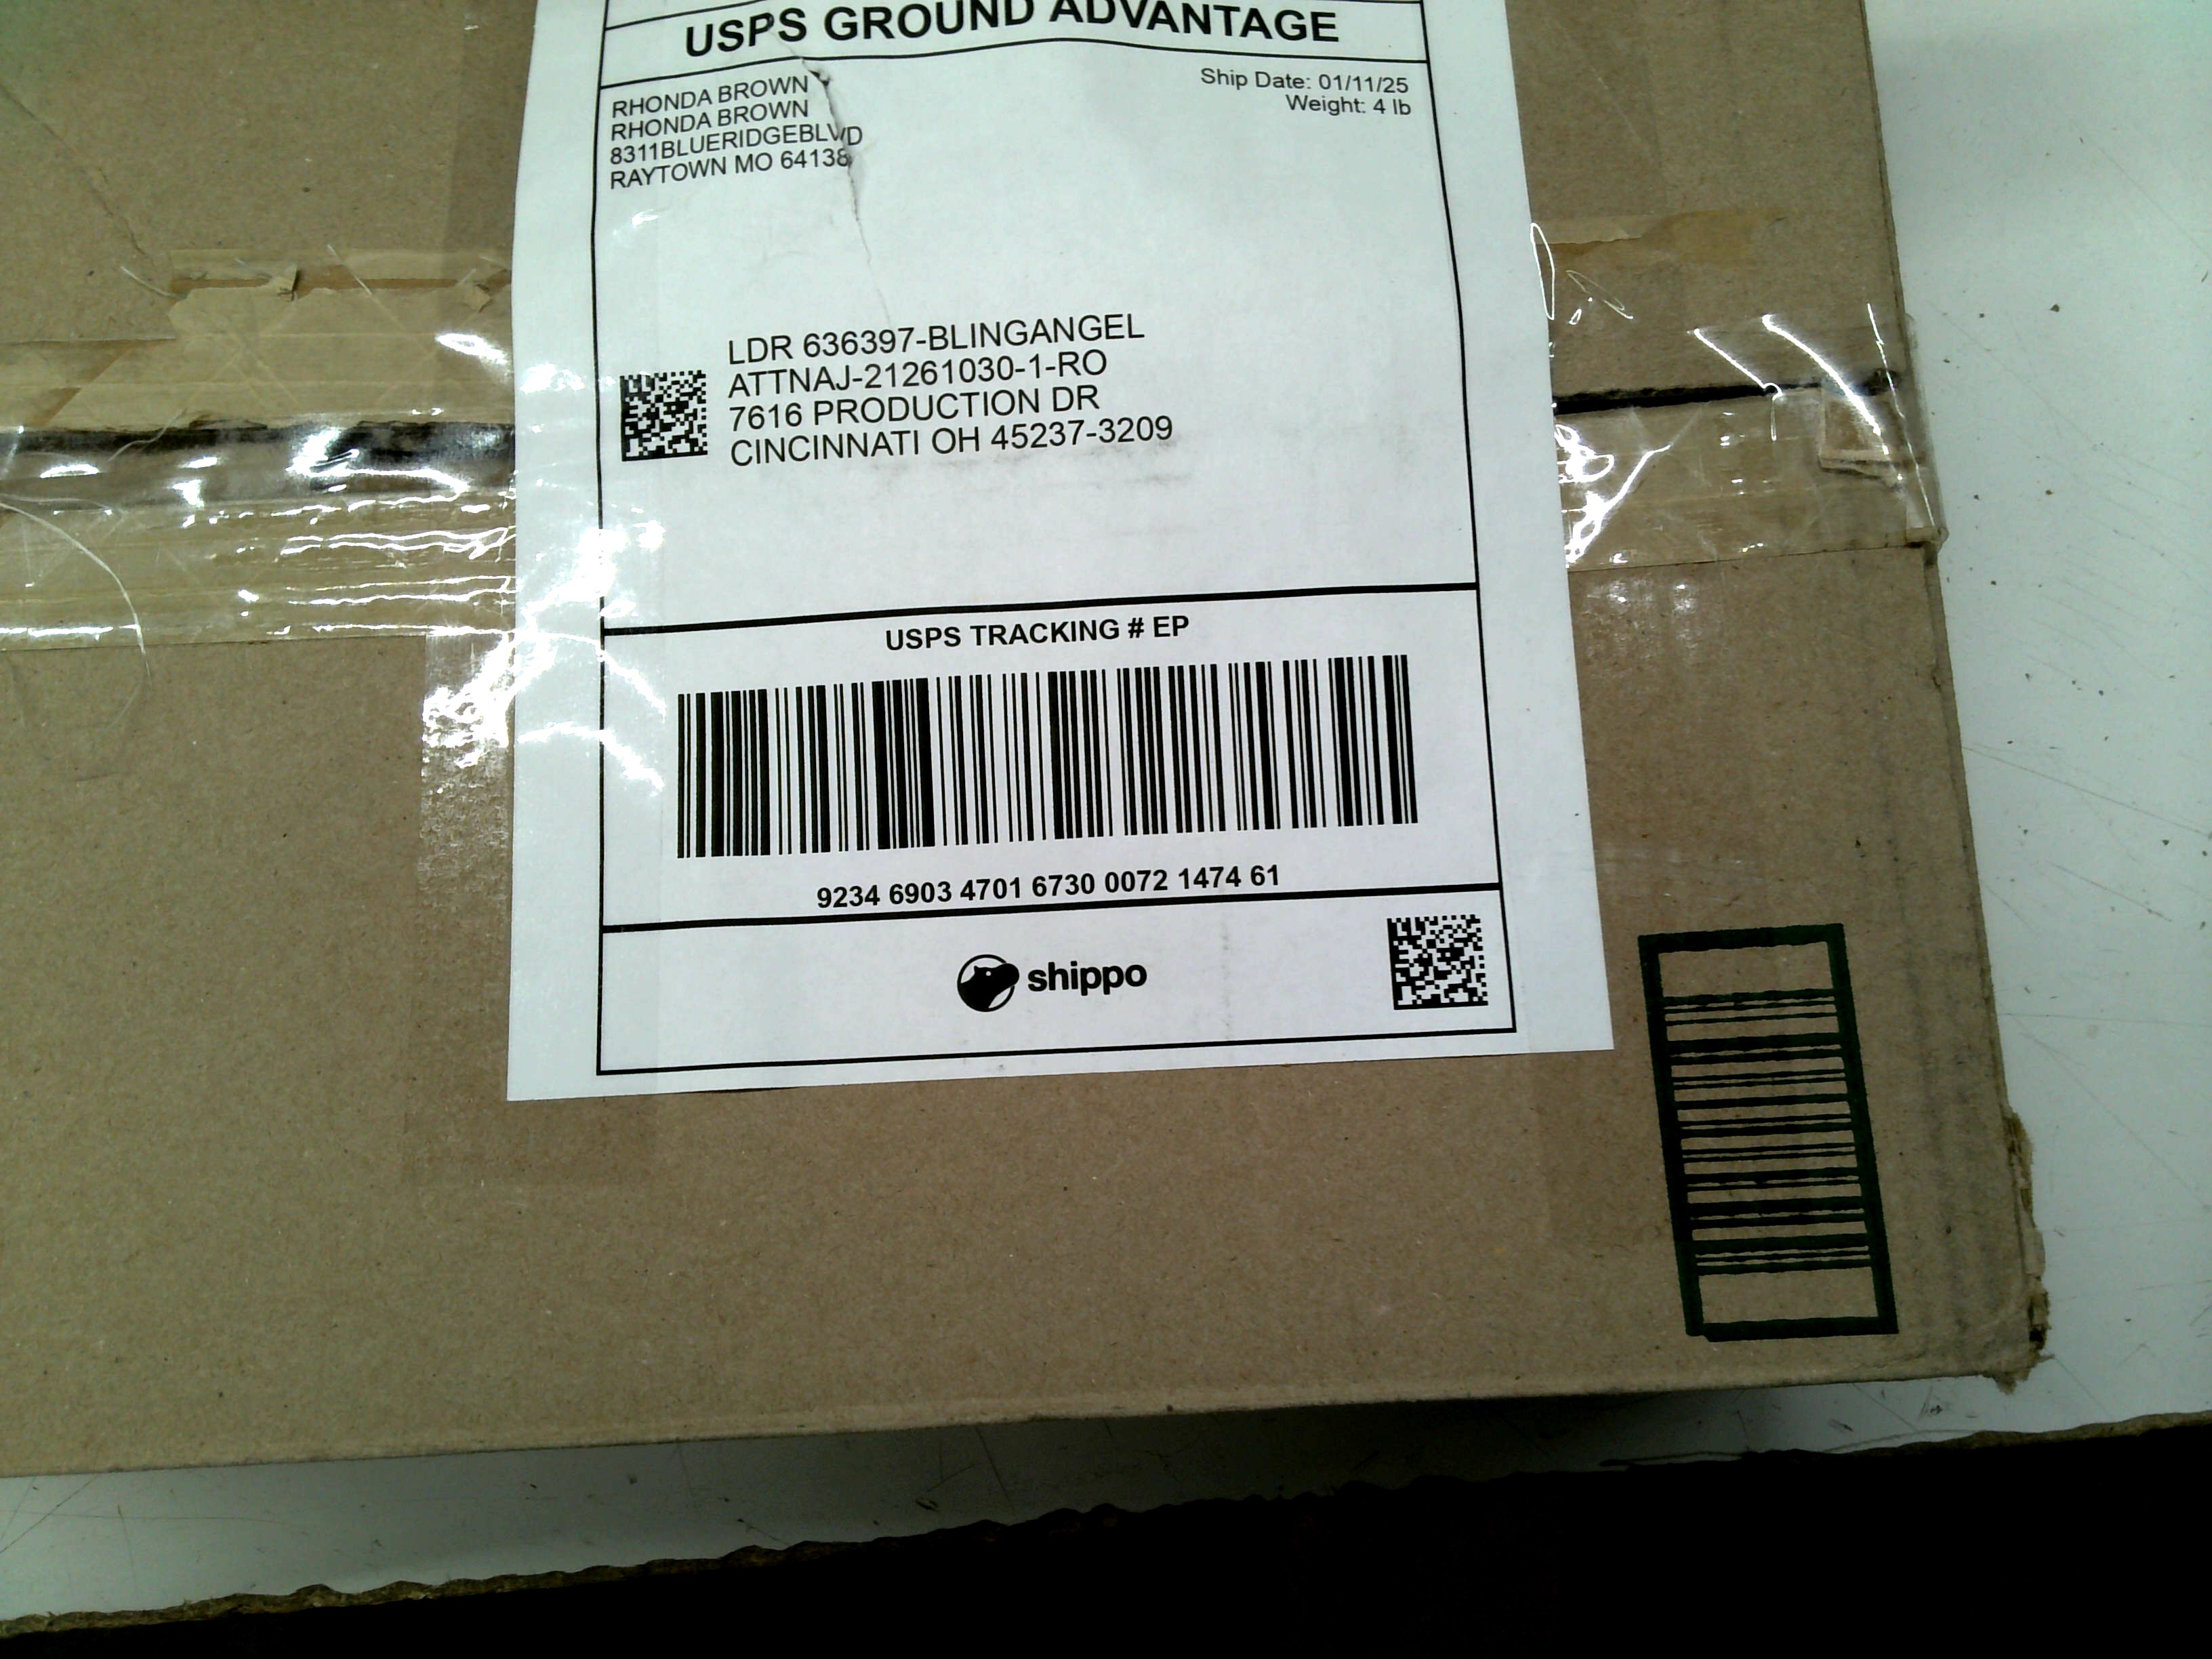 USPS GROUND ADVANTAGE
RHONDA BROWN
RHONDA BROWN
8311BLUERIDGEBLVD
RAYTOWN MO 64138
Ship Date: 01/11/25
Weight: 4 lb
LDR 636397-BLINGANGEL
ATTNAJ-21261030-1-RO
7616 PRODUCTION DR
CINCINNATI OH 45237-3209
USPS TRACKING # EP
9234 6903 4701 6730 0072 1474 61
shippo